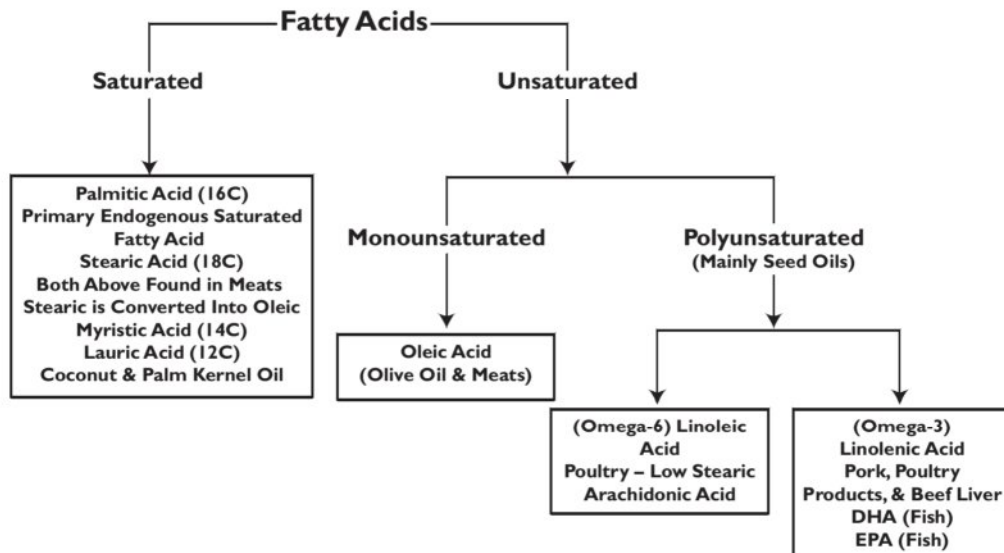 Fatty Acids
Saturated
Unsaturated
Palmitic Acid (16C)
Primary Endogenous Saturated
Fatty Acid
Stearic Acid (18C)
Both Above Found in Meats
Stearic is Converted Into Oleic
Myristic Acid (14C)
Lauric Acid (12C)
Coconut & Palm Kernel Oil
Monounsaturated
Polyunsaturated
(Mainly Seed Oils)
Oleic Acid
(Olive Oil & Meats)
(Omega-6) Linoleic
Acid
Poultry – Low Stearic
Arachidonic Acid
(Omega-3)
Linolenic Acid
Pork, Poultry
Products, & Beef Liver
DHA (Fish)
EPA (Fish)